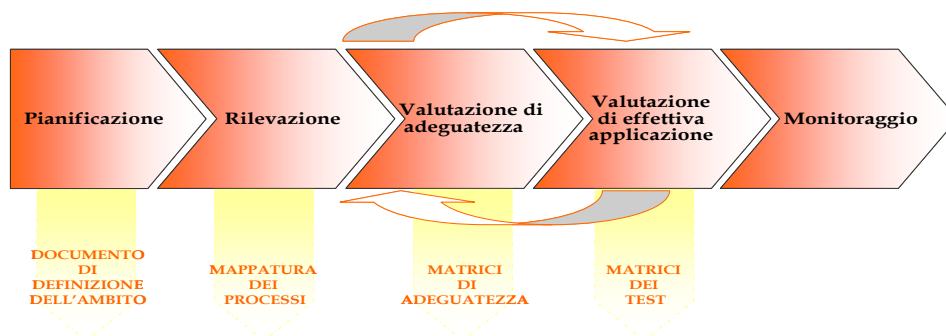 Pianificazione
Rilevazione
Valutazione di
adeguatezza
Valutazione
di effettiva
applicazione
Monitoraggio
DOCUMENTO
DI
DEFINIZIONE
DELL'AMBITO
MAPPATURA
DEI
PROCESSI
MATRICI
DI
ADEGUATEZZA
MATRICI
DEI
TEST